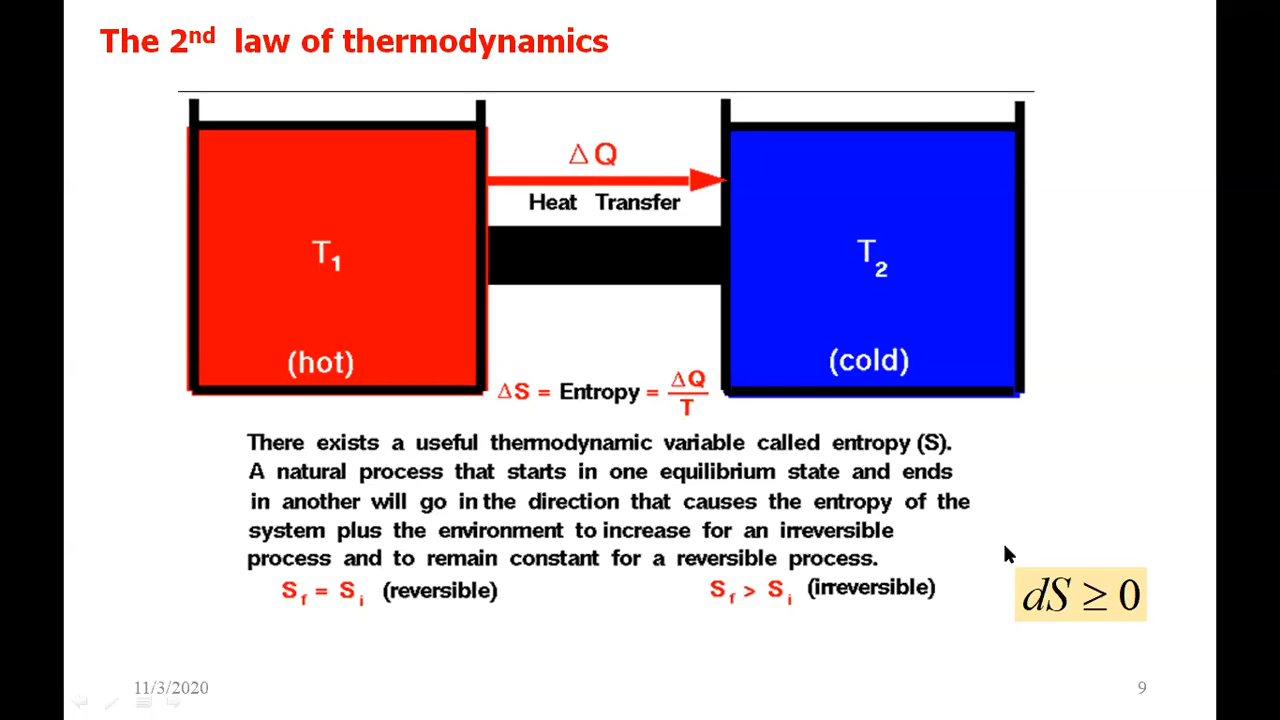 The 2nd law of thermodynamics
Δ Q
Heat Transfer
T1
T2
(hot)
(cold)
ΔS = Entropy = ΔQ/T
There exists a useful thermodynamic variable called entropy (S).
A natural process that starts in one equilibrium state and ends
in another will go in the direction that causes the entropy of the
system plus the environment to increase for an irreversible
process and to remain constant for a reversible process.
Sf = Si (reversible)
Sf > Si (irreversible)
dS ≥ 0
11/3/2020
9